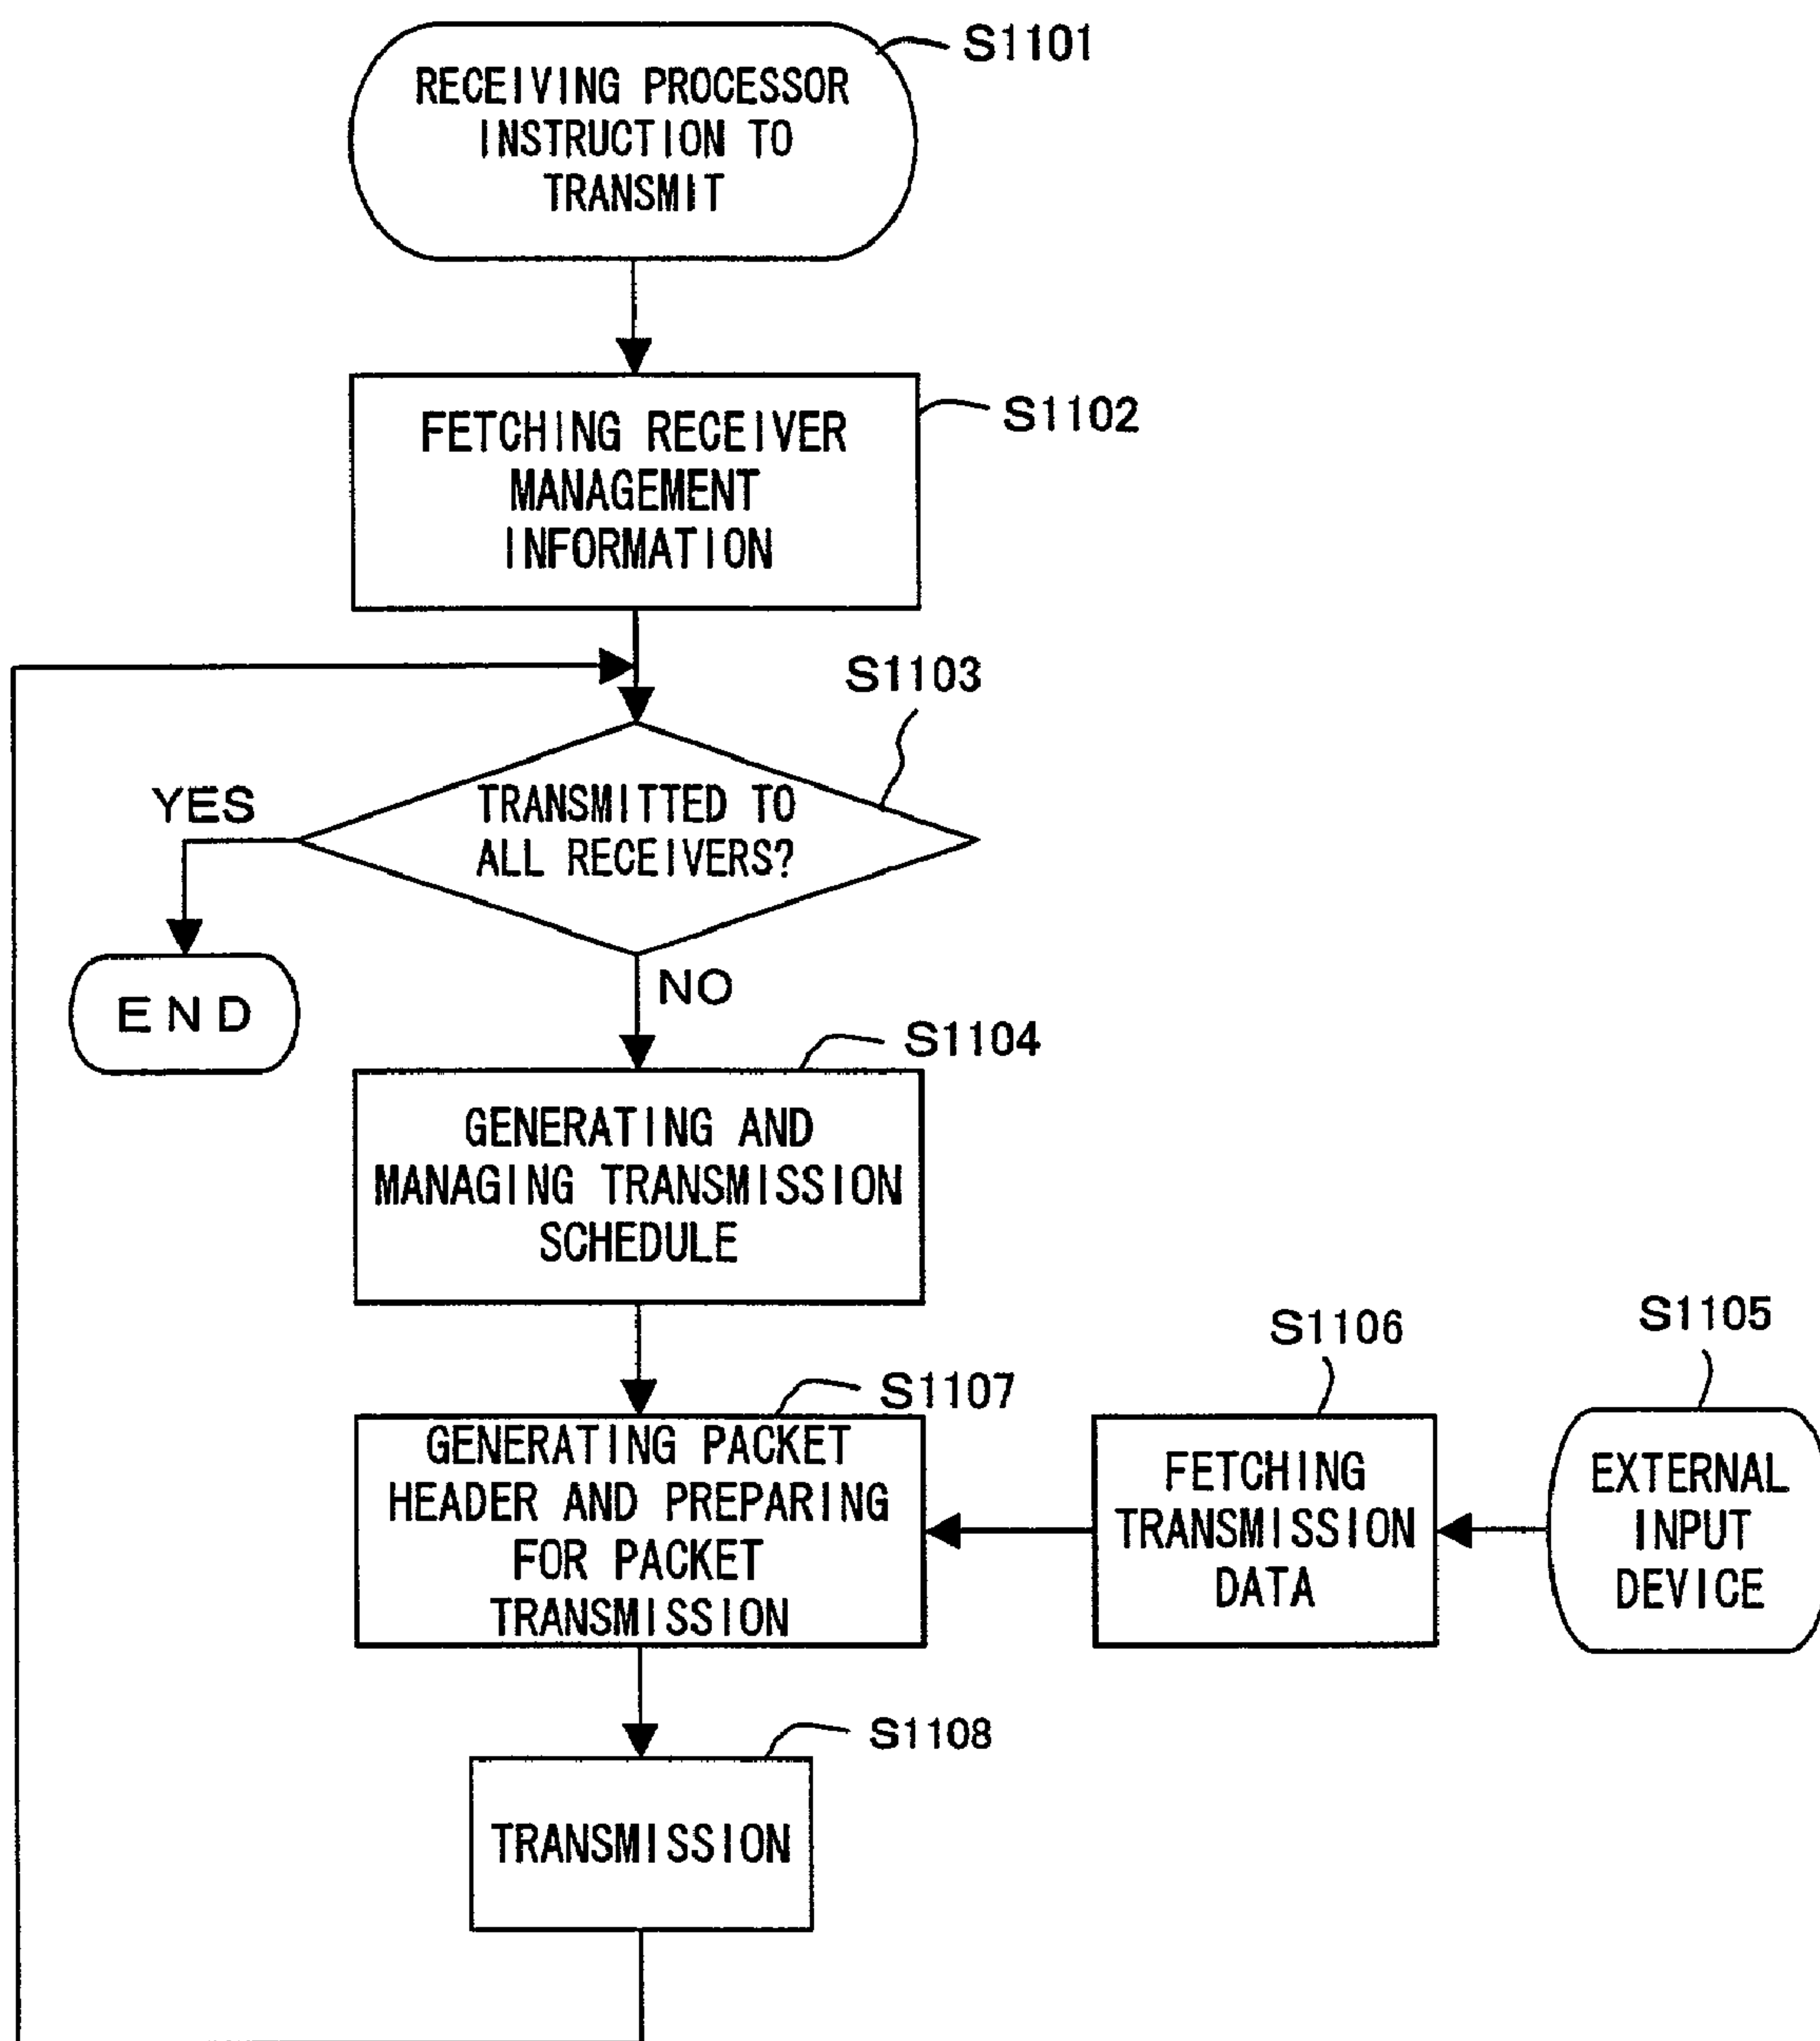 S1101
RECEIVING PROCESSOR
INSTRUCTION TO
TRANSMIT
S1102
FETCHING RECEIVER
MANAGEMENT
INFORMATION
S1103
YES
TRANSMITTED TO
ALL RECEIVERS?
END
NO
S1104
GENERATING AND
MANAGING TRANSMISSION
SCHEDULE
S1107
GENERATING PACKET
HEADER AND PREPARING
FOR PACKET
TRANSMISSION
S1106
FETCHING
TRANSMISSION
DATA
S1105
EXTERNAL
INPUT
DEVICE
S1108
TRANSMISSION